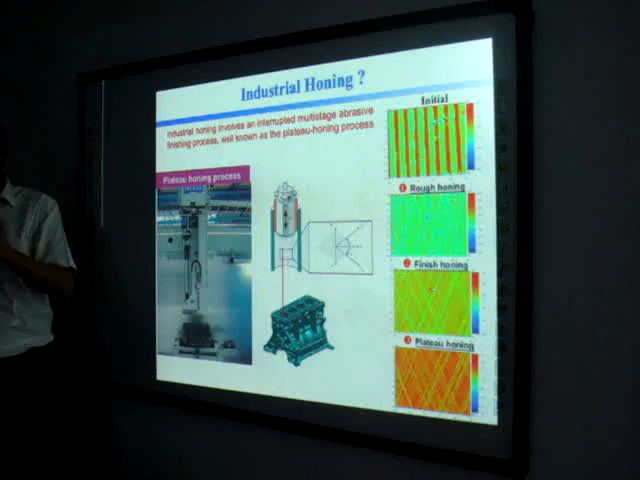 Industrial Honing ?
Industrial honing involves an interrupted multistage abrasive
finishing process, well known as the plateau-honing process
Plateau honing process
Initial
1 Rough honing
2 Finish honing
3 Plateau honing